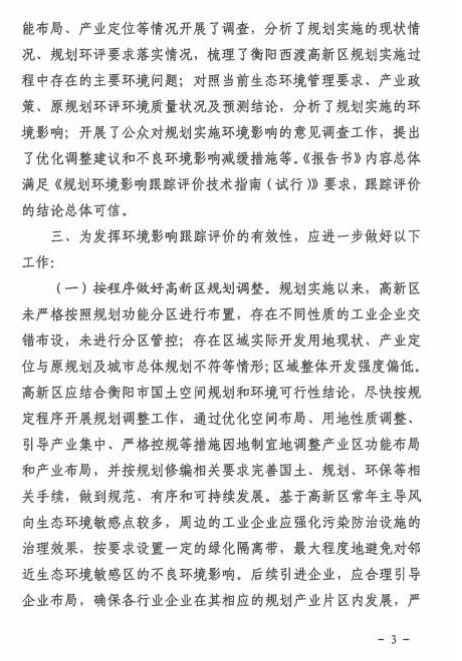 能布局、产业定位等情况开展了调查，分析了规划实施的现状情
况、规划环评要求落实情况，梳理了衡阳西渡高新区规划实施过
程中存在的主要环境问题；对照当前生态环境管理要求、产业政
策、原规划环评环境质量状况及预测结论，分析了规划实施的环
境影响；开展了公众对规划实施环境影响的意见调查工作，提出
了优化调整建议和不良环境影响减缓措施等。《报告书》内容总体
满足《规划环境影响跟踪评价技术指南（试行）》要求，跟踪评价
的结论总体可信。
三、为发挥环境影响跟踪评价的有效性，应进一步做好以下
工作：
（一）按程序做好高新区规划调整。规划实施以来，高新区
未严格按照规划功能分区进行布置，存在不同性质的工业企业交
错布设，未进行分区管控；存在区域实际开发用地现状、产业定
位与原规划及城市总体规划不符等情形；区域整体开发强度偏低。
高新区应结合衡阳市国土空间规划和环境可行性结论，尽快按规
定程序开展规划调整工作，通过优化空间布局、用地性质调整、
引导产业集中、严格控规等措施因地制宜地调整产业区功能布局
和产业布局，并按规划修编相关要求完善国土、规划、环保等相
关手续，做到规范、有序和可持续发展。基于高新区常年主导风
向生态环境敏感点较多，周边的工业企业应强化污染防治设施的
治理效果，按要求设置一定的绿化隔离带，最大程度地避免对邻
近生态环境敏感区的不良环境影响。后续引进企业，应合理引导
企业布局，确保各行业企业在其相应的规划产业片区内发展，严
- 3 -